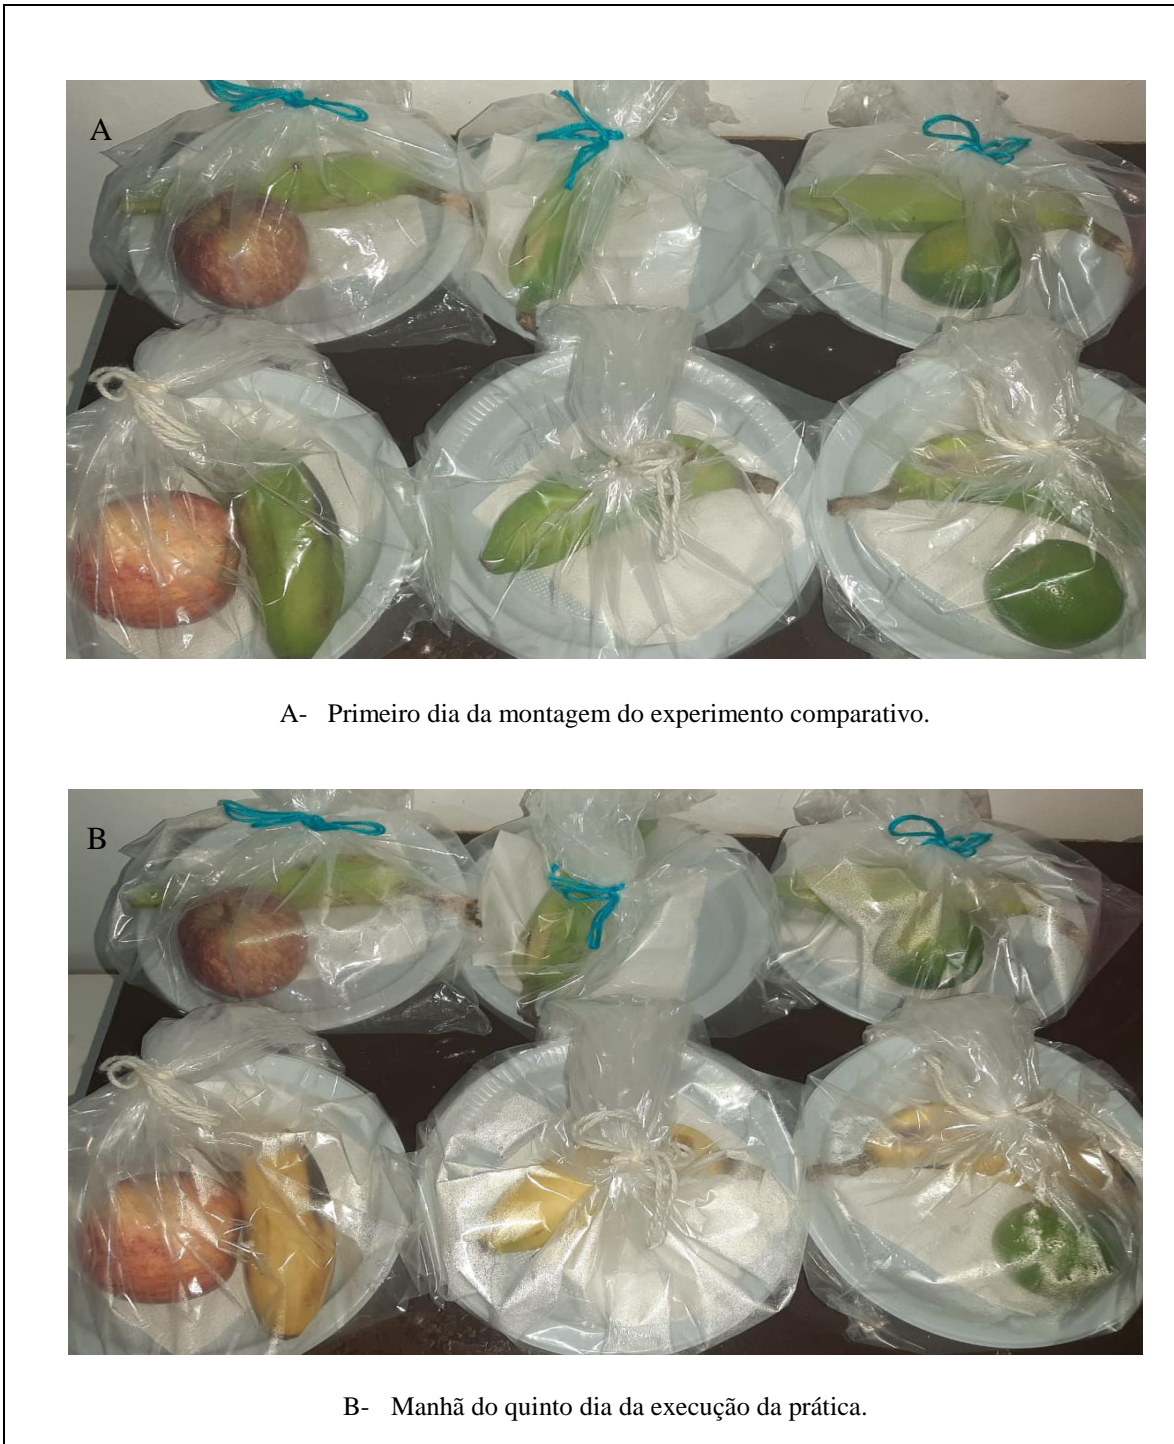 A
A- Primeiro dia da montagem do experimento comparativo.
B
B- Manhã do quinto dia da execução da prática.